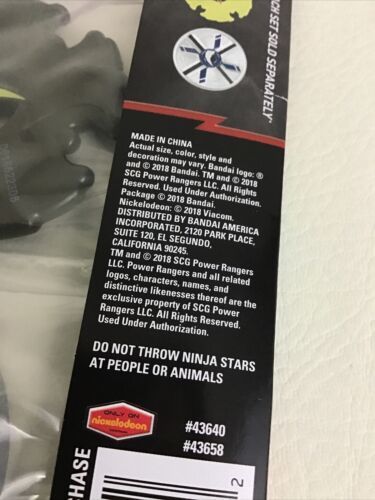 CH SET SOLD SEPARATELY
MADE IN CHINA
Actual size, color, style and
decoration may vary. Bandai logo: ®
and © 2018 Bandai. TM and © 2018
SCG Power Rangers LLC. All Rights
Reserved. Used Under Authorization.
Package © 2018 Bandai.
Nickelodeon: © 2018 Viacom.
DISTRIBUTED BY BANDAI AMERICA
INCORPORATED, 2120 PARK PLACE,
SUITE 120, EL SEGUNDO,
CALIFORNIA 90245.
TM and © 2018 SCG Power Rangers
LLC. Power Rangers and all related
logos, characters, names, and
distinctive likenesses thereof are the
exclusive property of SCG Power
Rangers LLC. All Rights Reserved.
Used Under Authorization.
DO NOT THROW NINJA STARS
AT PEOPLE OR ANIMALS
ONLY ON
nickelodeon
#43640
#43658
CHASE
2